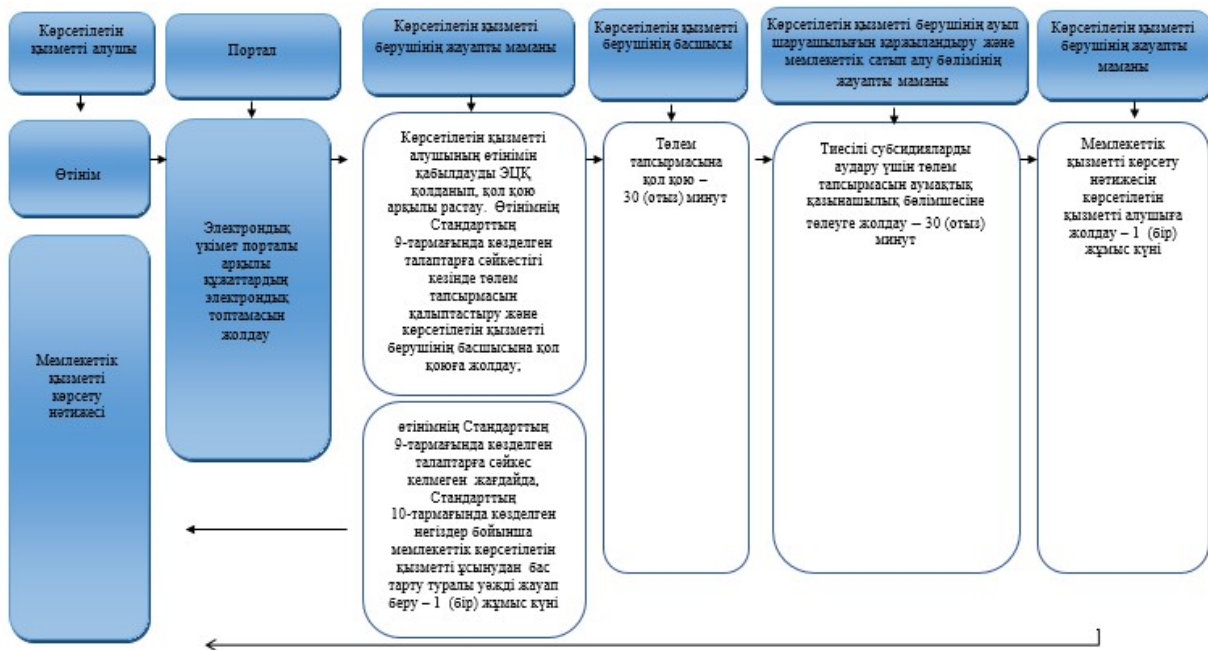 Көрсетілетін
қызметті алушы
Портал
Көрсетілетін қызметті
берушінің жауапты маманы
Көрсетілетін қызметті
берушінің басшысы
Көрсетілетін қызметті берушінің ауыл
шаруашылығын қаржыландыру және
мемлекеттік сатып алу бөлімінің
жауапты маманы
Көрсетілетін қызметті
берушінің жауапты
маманы
Өтінім
Мемлекеттік
қызметті
көрсету
нәтижесі
Электрондық
үкімет порталы
арқылы
құжаттардың
электрондық
топтамасын
жолдау
Көрсетілетін қызметті
алушының өтінімін
қабылдауды ЭЦҚ
қолданып, қол қою
арқылы растау. Өтінімнің
Стандарттың
9-тармағында көзделген
талаптарға сәйкестігі
кезінде төлем
тапсырмасын
қалыптастыру және
көрсетілетін қызметті
берушінің басшысына қол
қоюға жолдау;
өтінімнің Стандарттың
9-тармағында көзделген
талаптарға сәйкес
келмеген жағдайда,
Стандарттың
10-тармағында көзделген
негіздер бойынша
мемлекеттік көрсетілетін
қызметті ұсынудан бас
тарту туралы уәжді жауап
беру – 1 (бір) жұмыс күні
Төлем
тапсырмасына
қол қою –
30 (отыз) минут
Тиесілі субсидияларды
аудару үшін төлем
тапсырмасын аумақтық
қазынашылық бөлімшесіне
төлеуге жолдау – 30 (отыз)
минут
Мемлекеттік
қызметті көрсету
нәтижесін
көрсетілетін
қызметті алушыға
жолдау – 1 (бір)
жұмыс күні